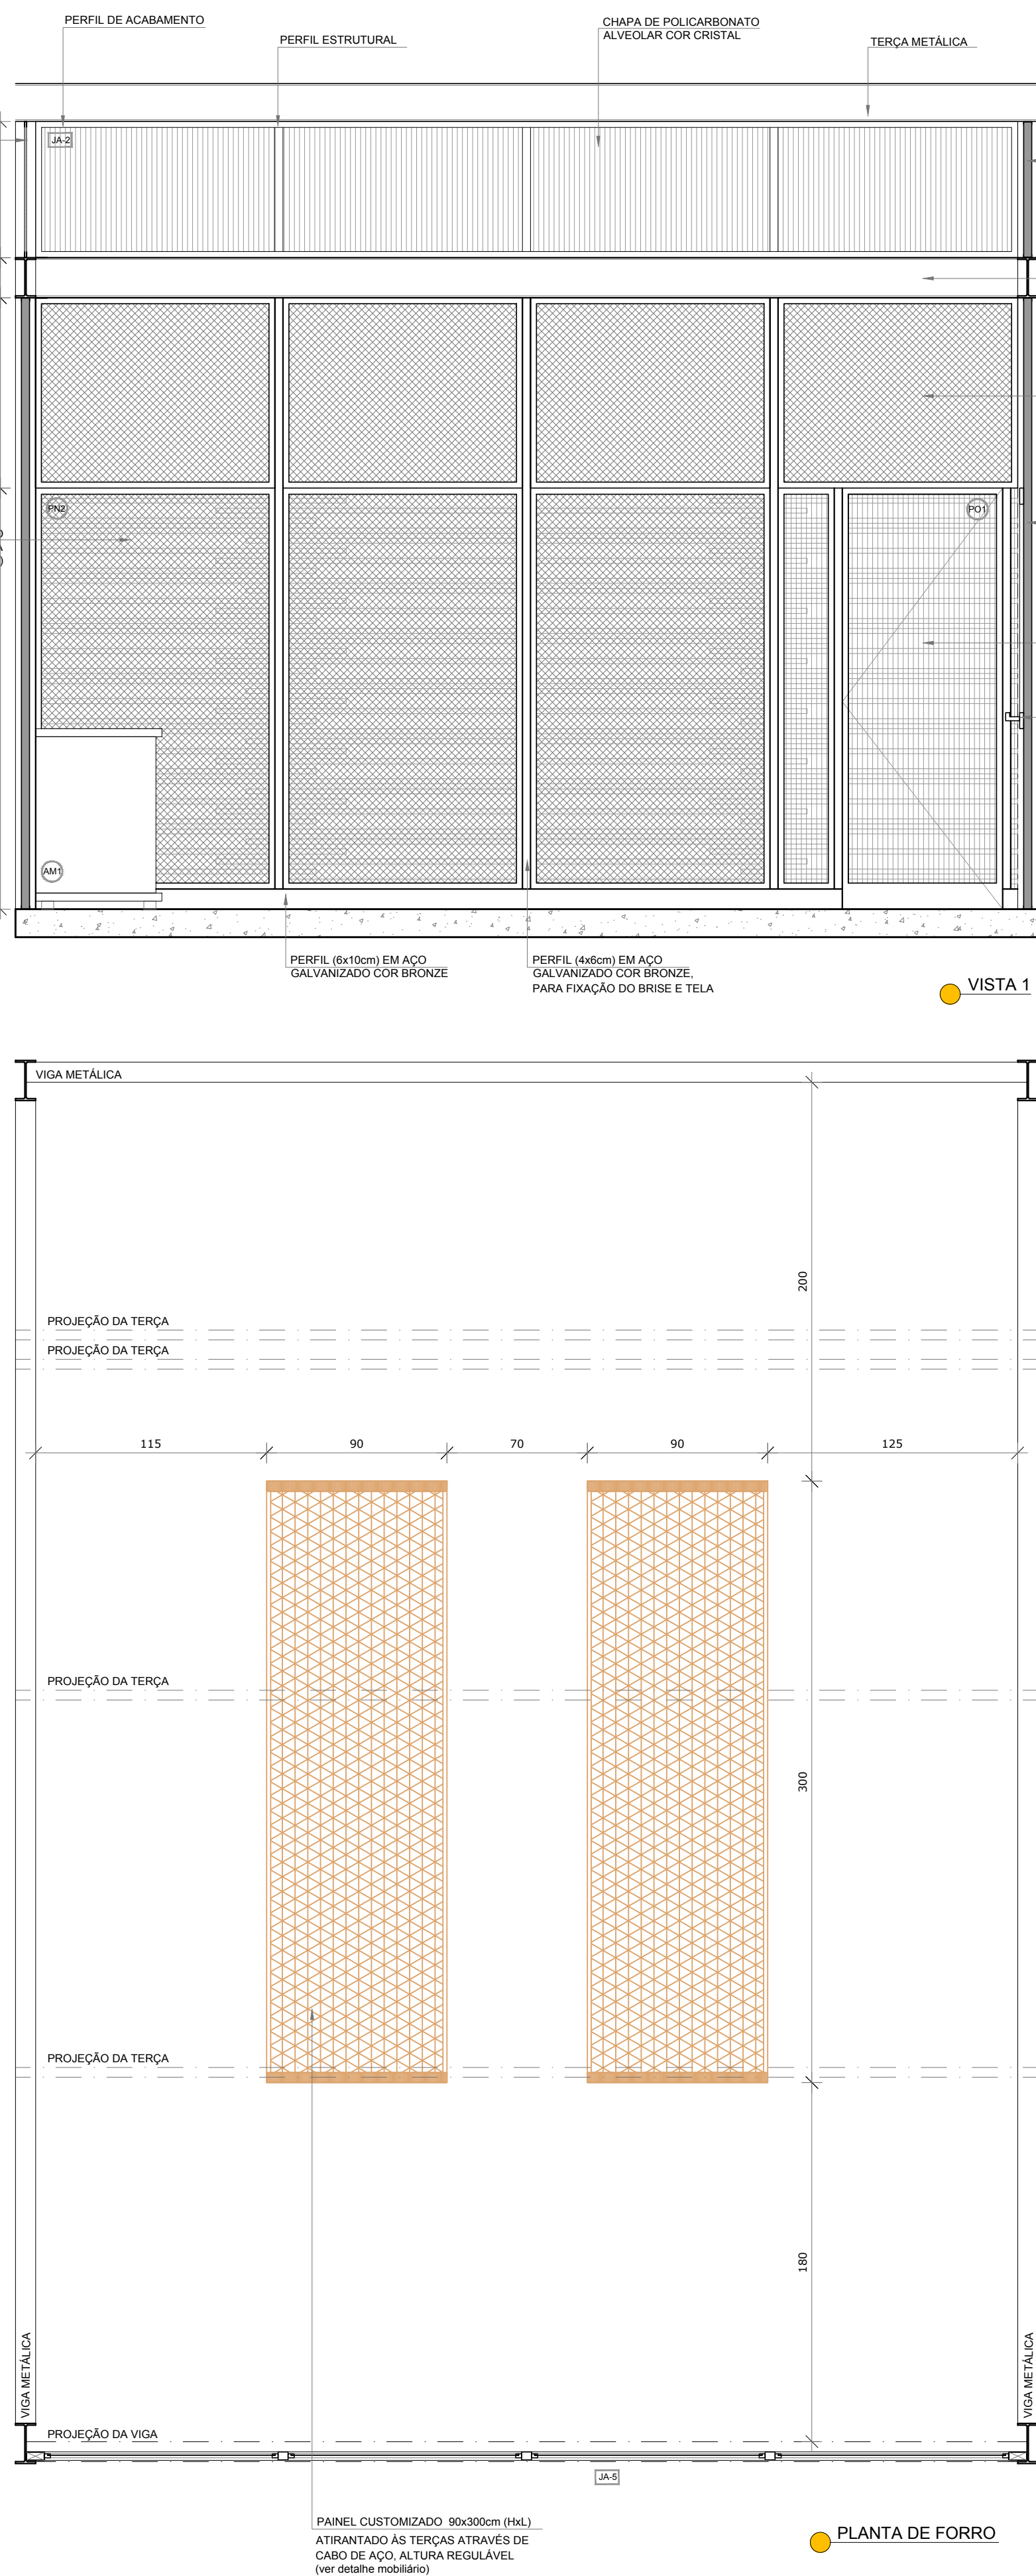 PERFIL DE ACABAMENTO
PERFIL ESTRUTURAL
CHAPA DE POLICARBONATO
ALVEOLAR COR CRISTAL
TERÇA METÁLICA
JA-2
PN2
PO1
AM1
PERFIL (6x10cm) EM AÇO
GALVANIZADO COR BRONZE
PERFIL (4x6cm) EM AÇO
GALVANIZADO COR BRONZE,
PARA FIXAÇÃO DO BRISE E TELA
VISTA 1
VIGA METÁLICA
200
PROJEÇÃO DA TERÇA
PROJEÇÃO DA TERÇA
115
90
70
90
125
PROJEÇÃO DA TERÇA
300
PROJEÇÃO DA TERÇA
180
VIGA METÁLICA
VIGA METÁLICA
PROJEÇÃO DA VIGA
JA-5
PAINEL CUSTOMIZADO 90x300cm (HxL)
ATIRANTADO ÀS TERÇAS ATRAVÉS DE
CABO DE AÇO, ALTURA REGULÁVEL
(ver detalhe mobiliário)
PLANTA DE FORRO